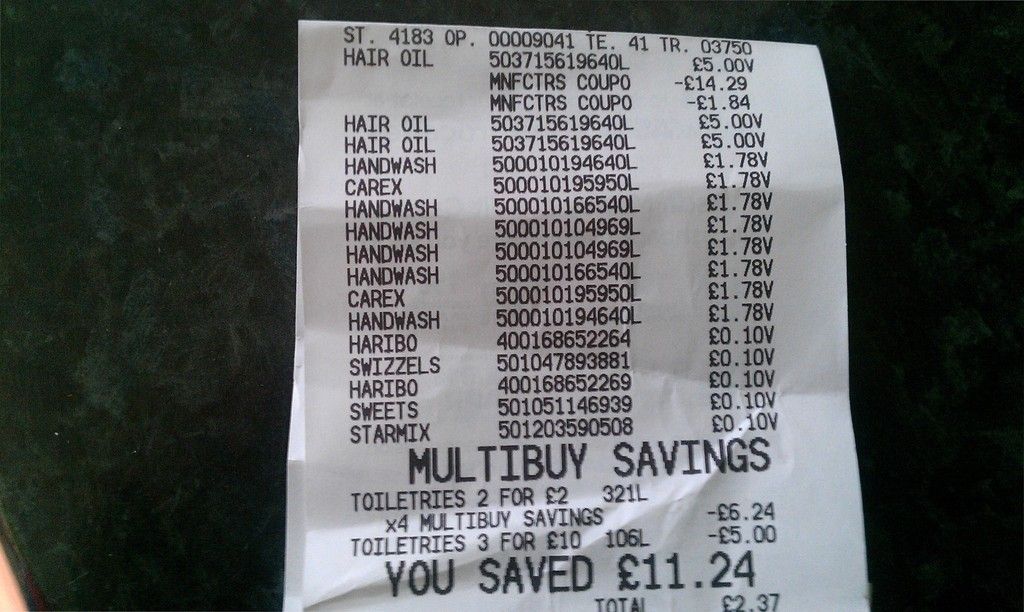 ST. 4183 OP. 00009041 TE. 41 TR. 03750
HAIR OIL 503715619640L £5.00V
MNFCTRS COUPO -£14.29
MNFCTRS COUPO -£1.84
HAIR OIL 503715619640L £5.00V
HAIR OIL 503715619640L £5.00V
HANDWASH 500010194640L £1.78V
CAREX 500010195950L £1.78V
HANDWASH 500010166540L £1.78V
HANDWASH 500010104969L £1.78V
HANDWASH 500010104969L £1.78V
HANDWASH 500010166540L £1.78V
CAREX 500010195950L £1.78V
HANDWASH 500010194640L £1.78V
HARIBO 400168652264 £0.10V
SWIZZELS 501047893881 £0.10V
HARIBO 400168652269 £0.10V
SWEETS 501051146939 £0.10V
STARMIX 501203590508 £0.10V
MULTIBUY SAVINGS
TOILETRIES 2 FOR £2 321L
x4 MULTIBUY SAVINGS -£6.24
TOILETRIES 3 FOR £10 106L -£5.00
YOU SAVED £11.24
TOTAL £2.37